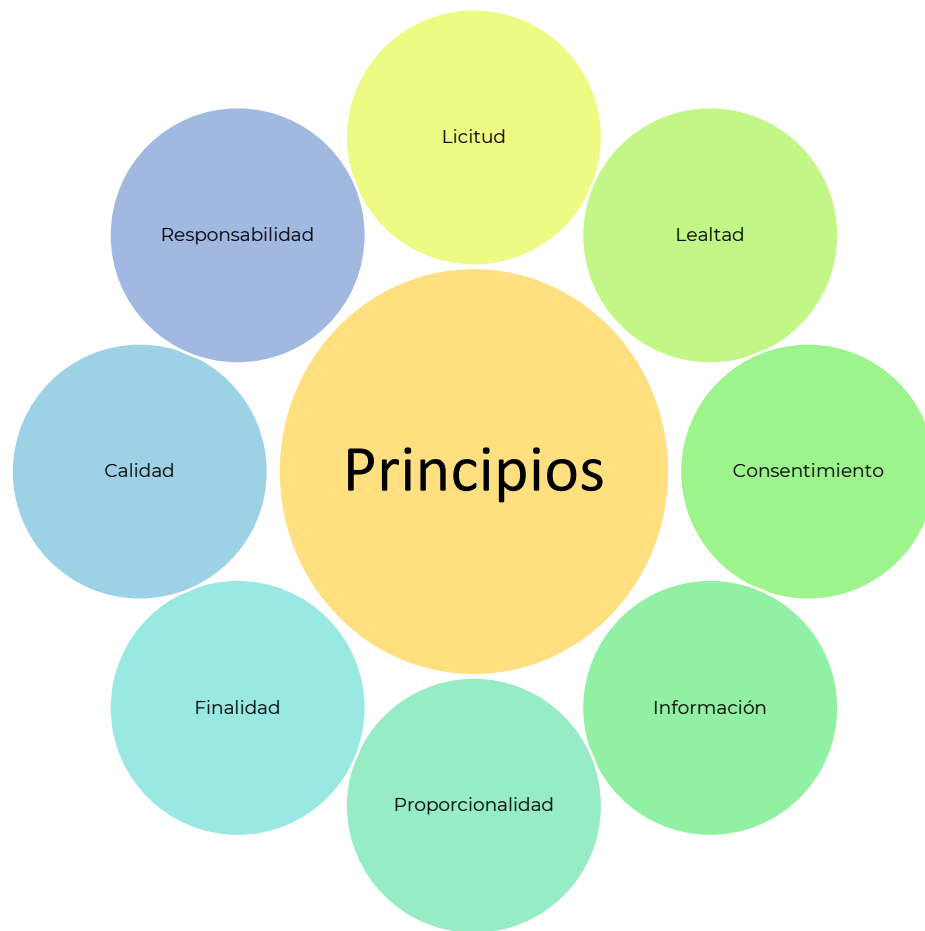 Licitud
Lealtad
Consentimiento
Información
Proporcionalidad
Finalidad
Calidad
Responsabilidad
Principios